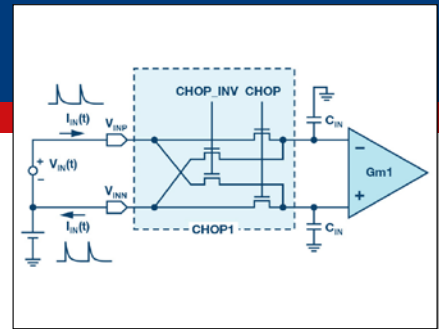 CHOP_INV CHOP
I_IN(t)
V_INP
C_IN
V_IN(t)
+
−
−
Gm1
+
V_INN
I_IN(t)
CHOP1
C_IN